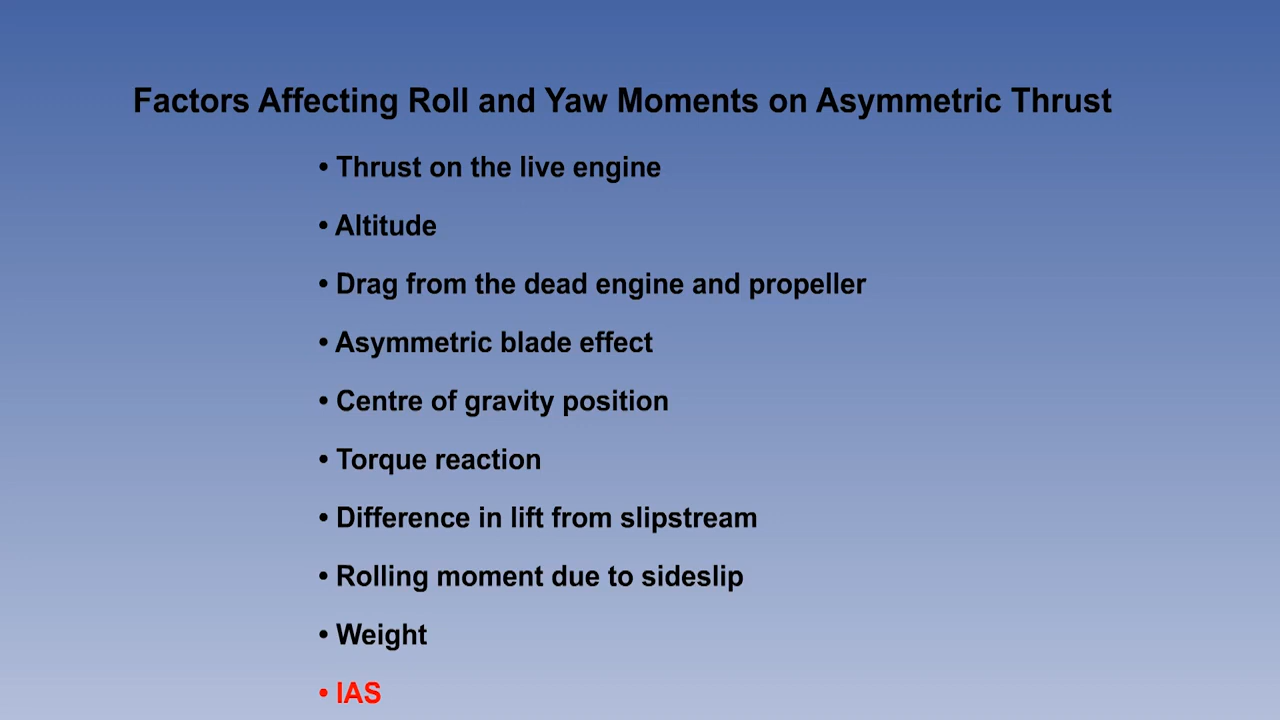 Factors Affecting Roll and Yaw Moments on Asymmetric Thrust
• Thrust on the live engine
• Altitude
• Drag from the dead engine and propeller
• Asymmetric blade effect
• Centre of gravity position
• Torque reaction
• Difference in lift from slipstream
• Rolling moment due to sideslip
• Weight
• IAS